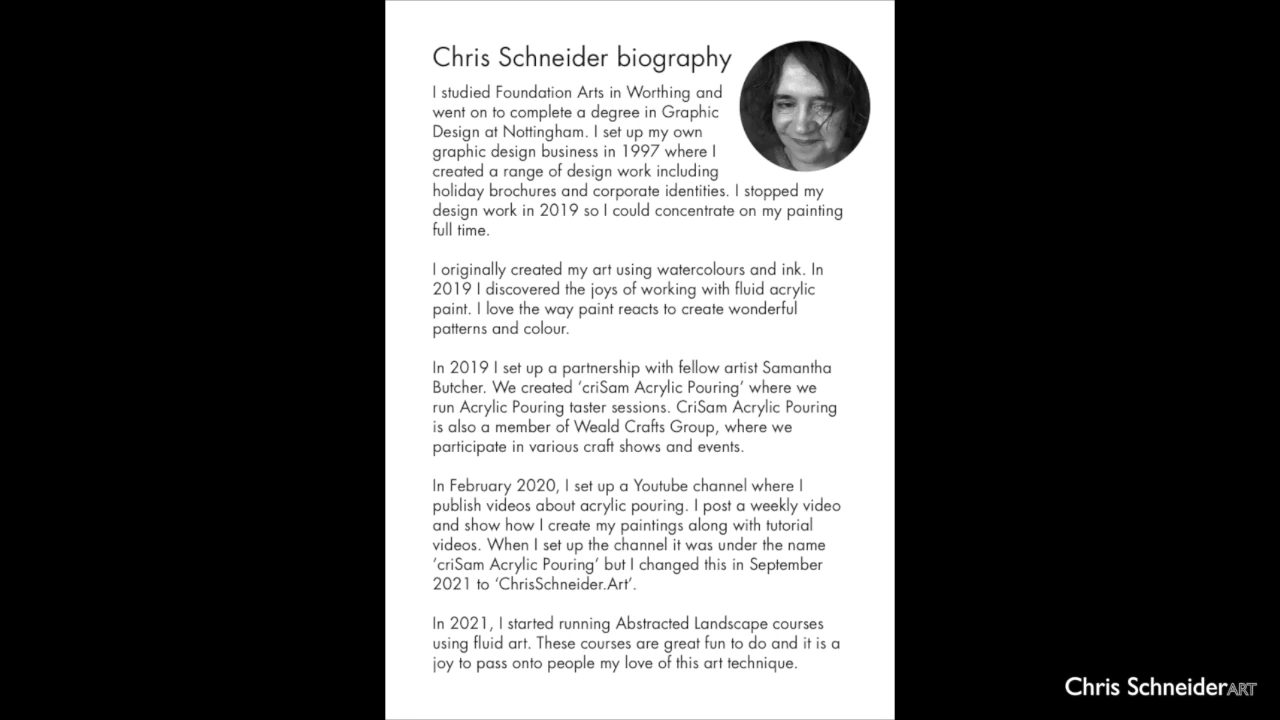 Chris Schneider biography
I studied Foundation Arts in Worthing and
went on to complete a degree in Graphic
Design at Nottingham. I set up my own
graphic design business in 1997 where I
created a range of design work including
holiday brochures and corporate identities. I stopped my
design work in 2019 so I could concentrate on my painting
full time.
I originally created my art using watercolours and ink. In
2019 I discovered the joys of working with fluid acrylic
paint. I love the way paint reacts to create wonderful
patterns and colour.
In 2019 I set up a partnership with fellow artist Samantha
Butcher. We created ‘criSam Acrylic Pouring’ where we
run Acrylic Pouring taster sessions. CriSam Acrylic Pouring
is also a member of Weald Crafts Group, where we
participate in various craft shows and events.
In February 2020, I set up a Youtube channel where I
publish videos about acrylic pouring. I post a weekly video
and show how I create my paintings along with tutorial
videos. When I set up the channel it was under the name
‘criSam Acrylic Pouring’ but I changed this in September
2021 to ‘ChrisSchneider.Art’.
In 2021, I started running Abstracted Landscape courses
using fluid art. These courses are great fun to do and it is a
joy to pass onto people my love of this art technique.
Chris SchneiderART